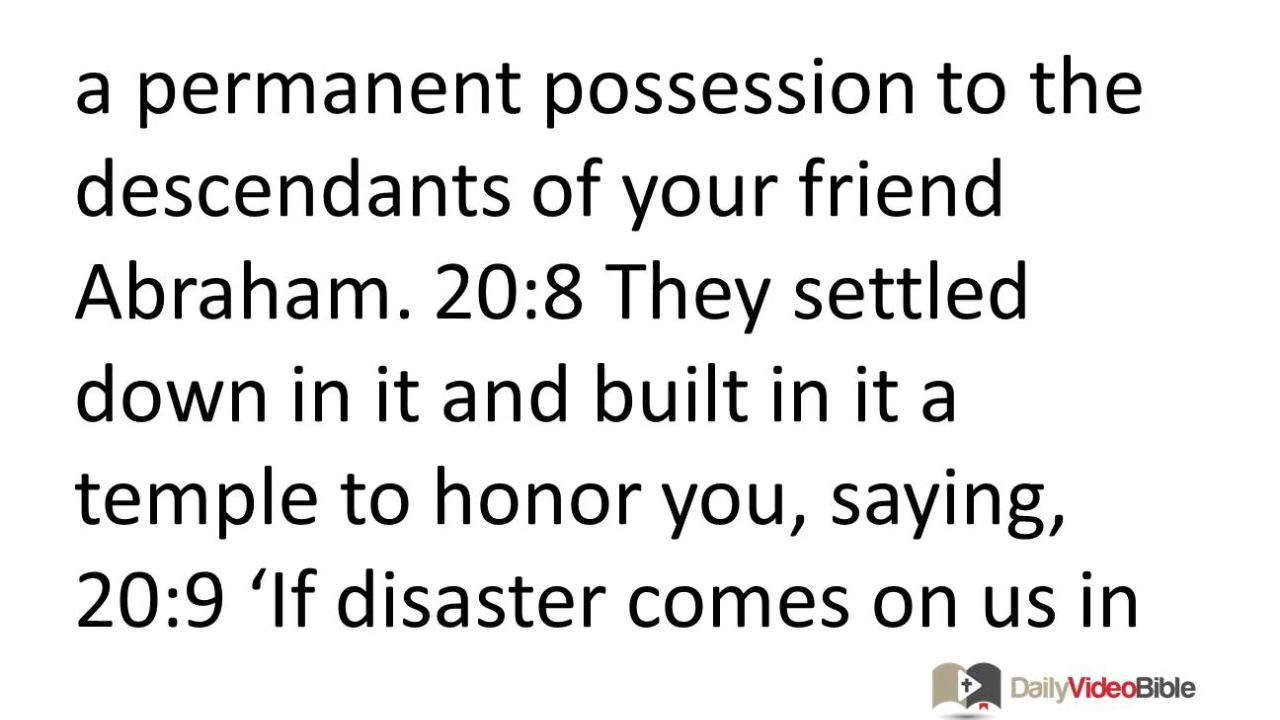 a permanent possession to the
descendants of your friend
Abraham. 20:8 They settled
down in it and built in it a
temple to honor you, saying,
20:9 ‘If disaster comes on us in
DailyVideoBible